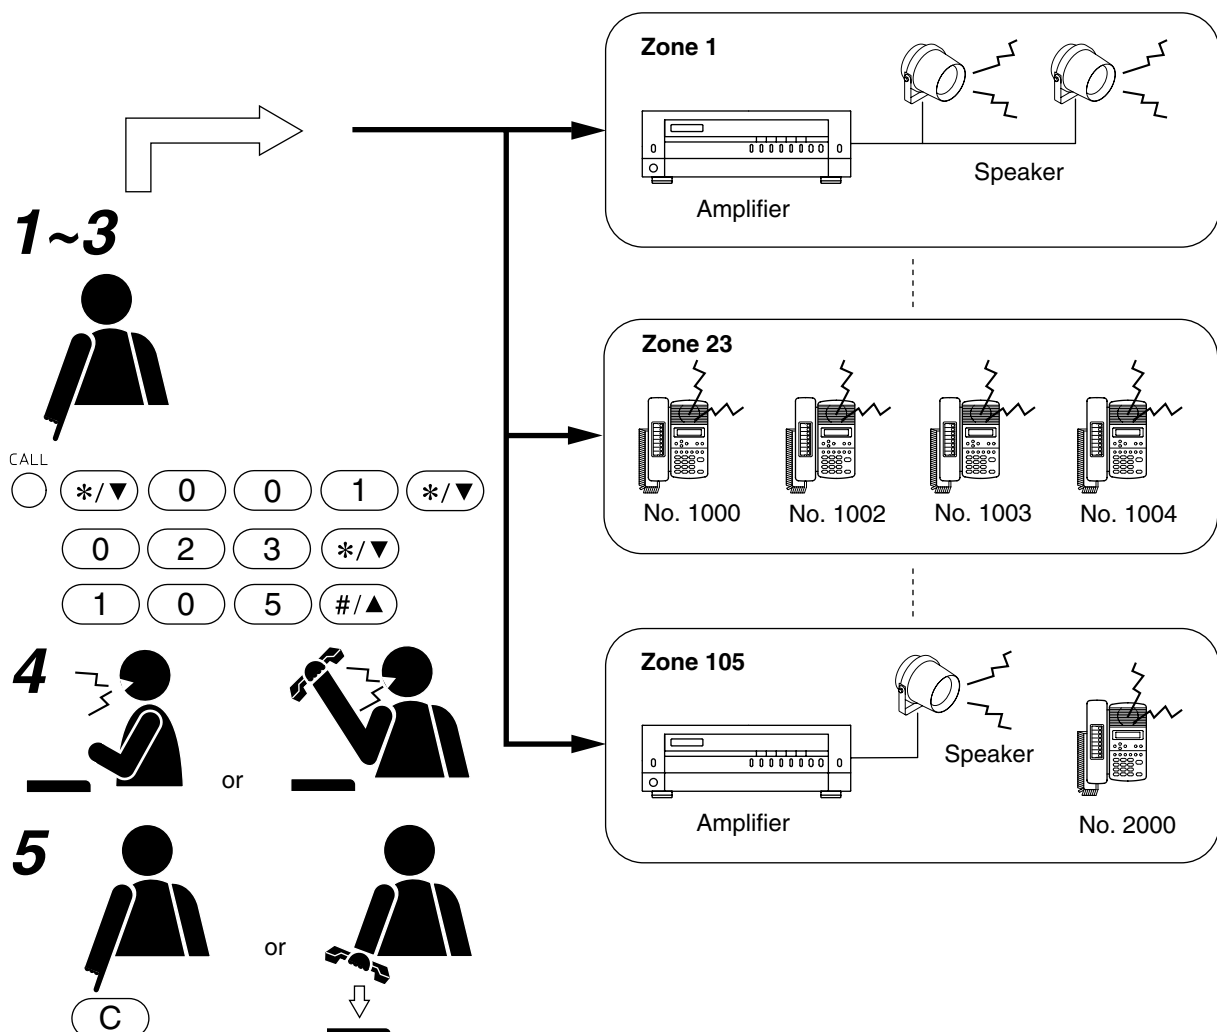 Zone 1
Speaker
Amplifier
1~3
Zone 23
No. 1000 No. 1002 No. 1003 No. 1004
CALL
*/▼ 0 0 1 */▼
0 2 3 */▼
1 0 5 #/▲
4
or
Zone 105
Speaker
Amplifier
No. 2000
5
or
C